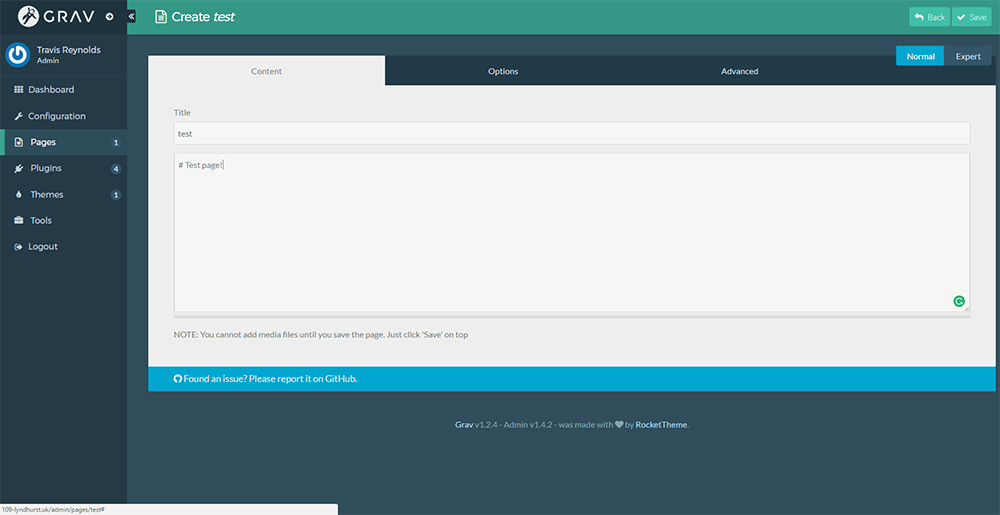 GRAV
Travis Reynolds
Admin
Dashboard
Configuration
Pages 1
Plugins 4
Themes 1
Tools
Logout
Create test
Back Save
Normal Expert
Content Options Advanced
Title
test
# Test page!
NOTE: You cannot add media files until you save the page. Just click 'Save' on top
Found an issue? Please report it on GitHub.
Grav v1.2.4 - Admin v1.4.2 - was made with by RocketTheme.
109-lyndhurst.uk/admin/pages/test#